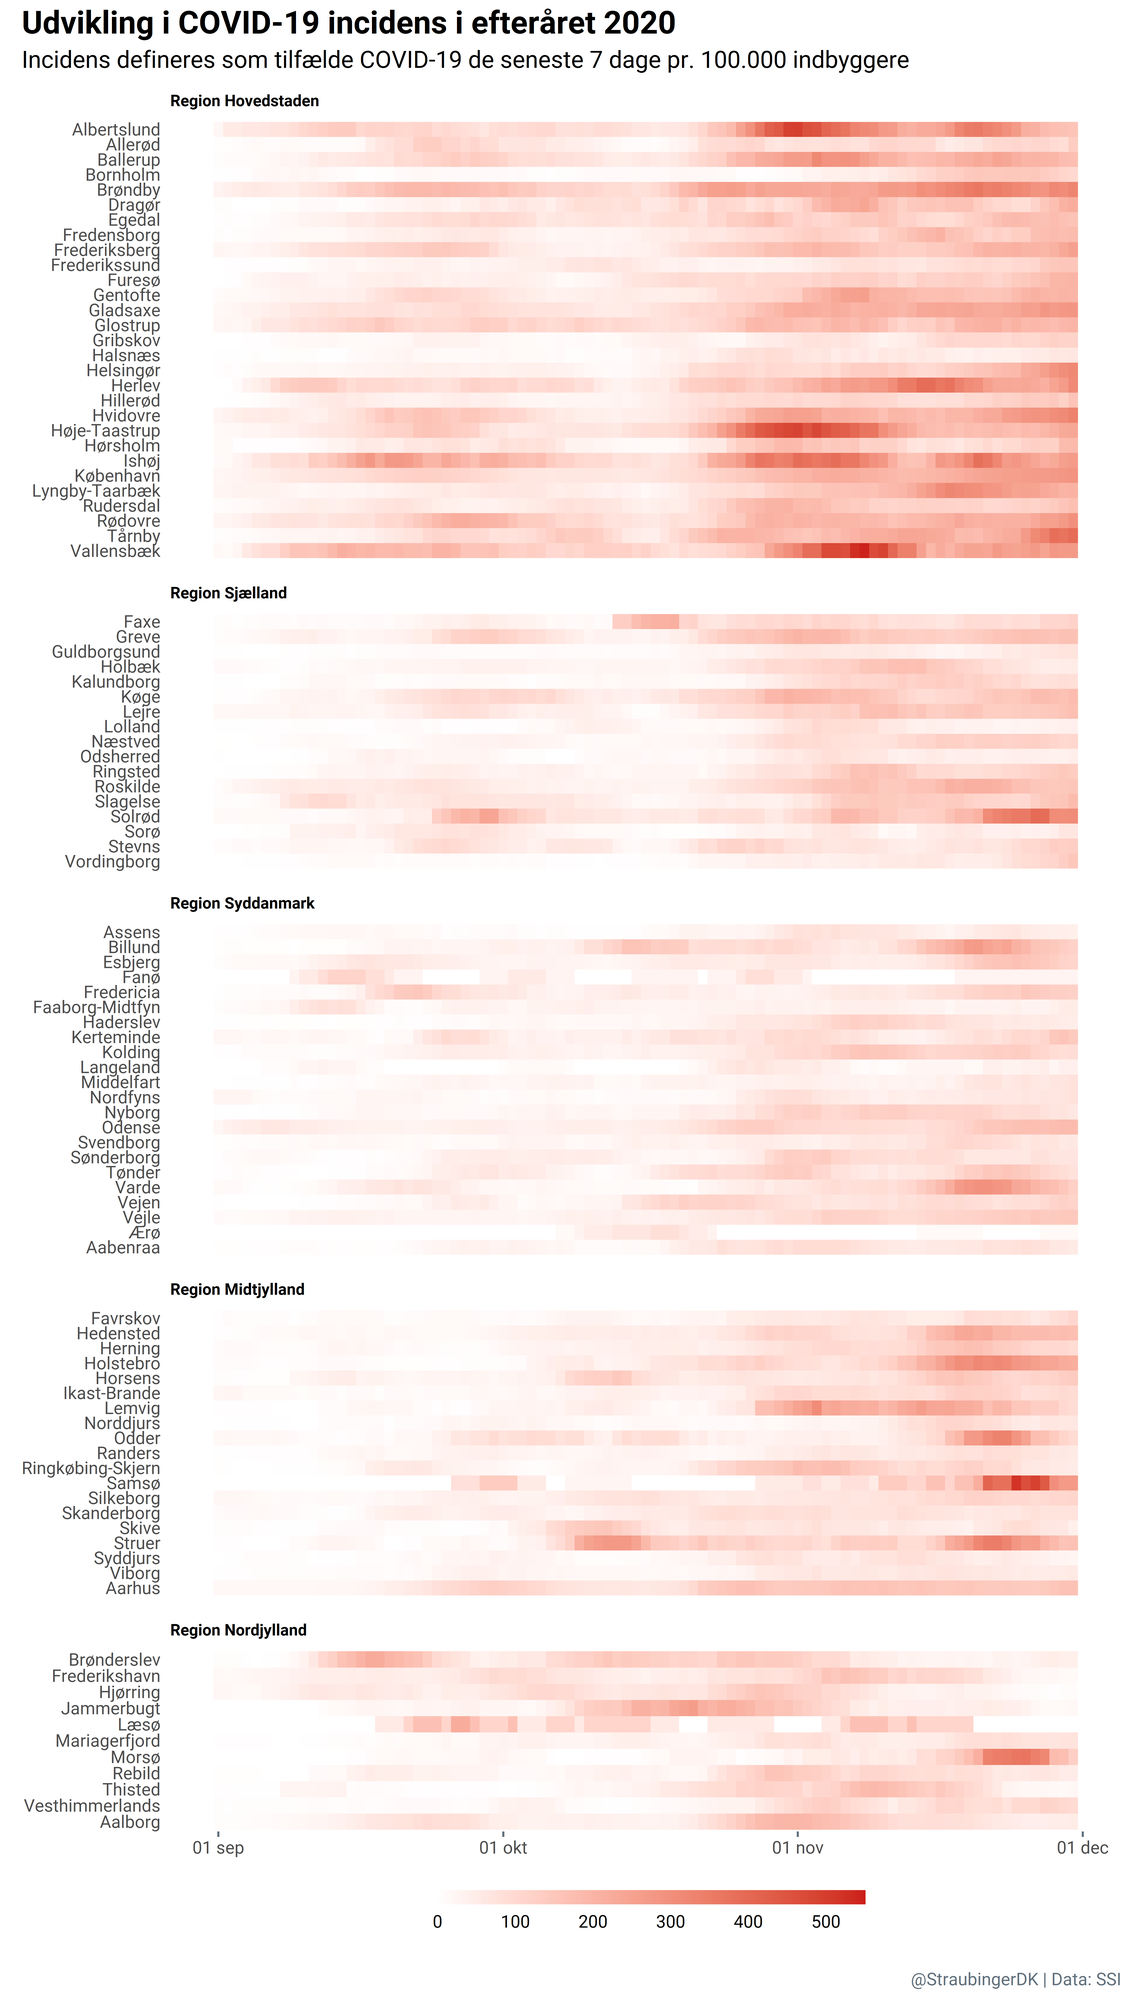 Udvikling i COVID-19 incidens i efteråret 2020
Incidens defineres som tilfælde COVID-19 de seneste 7 dage pr. 100.000 indbyggere
Region Hovedstaden
Albertslund
Allerød
Ballerup
Bornholm
Brøndby
Dragør
Egedal
Fredensborg
Frederiksberg
Frederikssund
Furesø
Gentofte
Gladsaxe
Glostrup
Gribskov
Halsnæs
Helsingør
Herlev
Hillerød
Hvidovre
Høje-Taastrup
Hørsholm
Ishøj
København
Lyngby-Taarbæk
Rudersdal
Rødovre
Tårnby
Vallensbæk
Region Sjælland
Faxe
Greve
Guldborgsund
Holbæk
Kalundborg
Køge
Lejre
Lolland
Næstved
Odsherred
Ringsted
Roskilde
Slagelse
Solrød
Sorø
Stevns
Vordingborg
Region Syddanmark
Assens
Billund
Esbjerg
Fanø
Fredericia
Faaborg-Midtfyn
Haderslev
Kerteminde
Kolding
Langeland
Middelfart
Nordfyns
Nyborg
Odense
Svendborg
Sønderborg
Tønder
Varde
Vejen
Vejle
Ærø
Aabenraa
Region Midtjylland
Favrskov
Hedensted
Herning
Holstebro
Horsens
Ikast-Brande
Lemvig
Norddjurs
Odder
Randers
Ringkøbing-Skjern
Samsø
Silkeborg
Skanderborg
Skive
Struer
Syddjurs
Viborg
Aarhus
Region Nordjylland
Brønderslev
Frederikshavn
Hjørring
Jammerbugt
Læsø
Mariagerfjord
Morsø
Rebild
Thisted
Vesthimmerlands
Aalborg
01 sep 01 okt 01 nov 01 dec
0 100 200 300 400 500
@StraubingerDK | Data: SSI